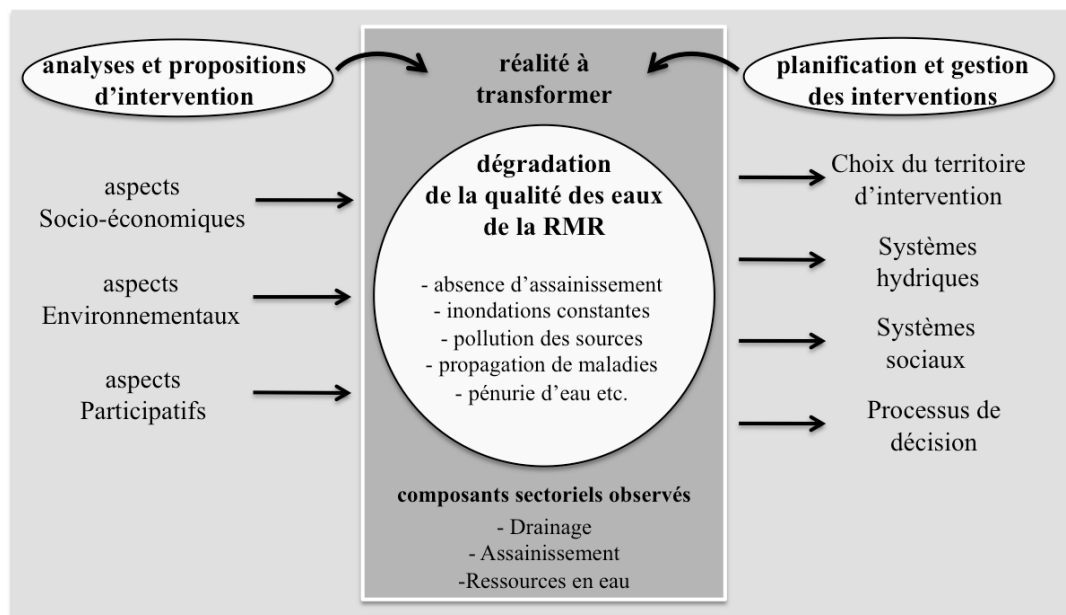 analyses et propositions
d'intervention
aspects
Socio-économiques
aspects
Environnementaux
aspects
Participatifs
réalité à
transformer
dégradation
de la qualité des eaux
de la RMR
- absence d'assainissement
- inondations constantes
- pollution des sources
- propagation de maladies
- pénurie d'eau etc.
composants sectoriels observés
- Drainage
- Assainissement
-Ressources en eau
planification et gestion
des interventions
Choix du territoire
d'intervention
Systèmes
hydriques
Systèmes
sociaux
Processus de
décision